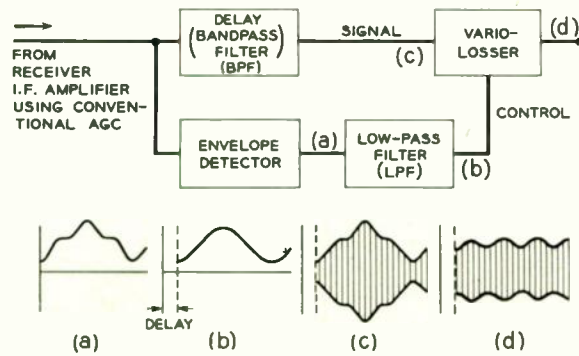 DELAY
(BANDPASS
FILTER)
(BPF)
SIGNAL
(c)
VARIO-
LOSSER
(d)
FROM
RECEIVER
I.F. AMPLIFIER
USING CONVEN-
TIONAL AGC
CONTROL
ENVELOPE
DETECTOR
(a)
LOW-PASS
FILTER
(LPF)
(b)
DELAY
(a)
(b)
(c)
(d)